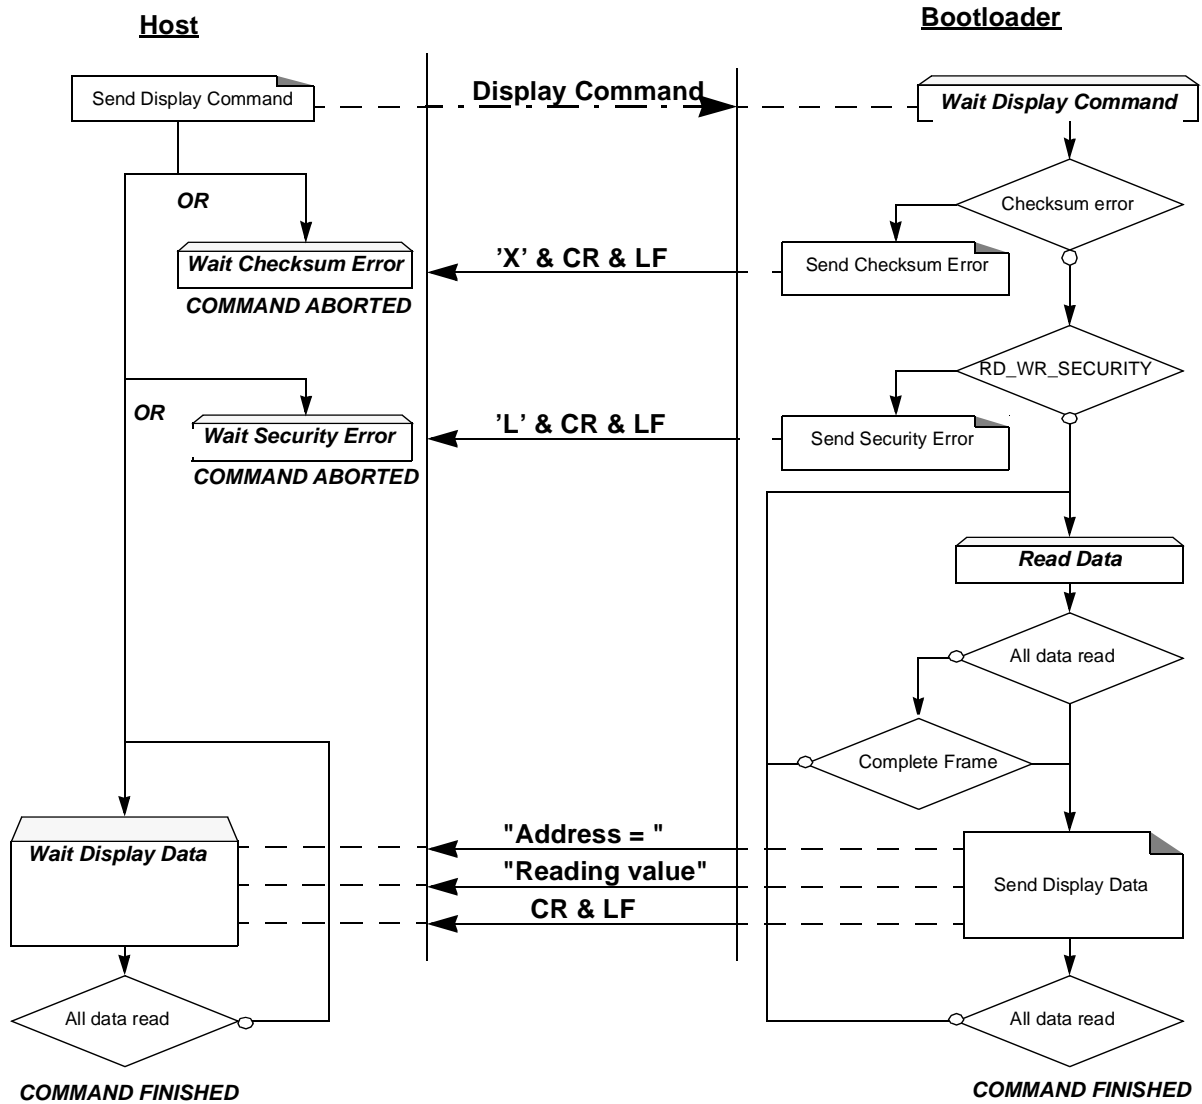 Host
Bootloader
Send Display Command
Display Command
Wait Display Command
OR
Checksum error
Wait Checksum Error
’X’ & CR & LF
Send Checksum Error
COMMAND ABORTED
RD_WR_SECURITY
OR
Wait Security Error
’L’ & CR & LF
Send Security Error
COMMAND ABORTED
Read Data
All data read
Complete Frame
"Address = "
Wait Display Data
"Reading value"
Send Display Data
CR & LF
All data read
All data read
COMMAND FINISHED
COMMAND FINISHED